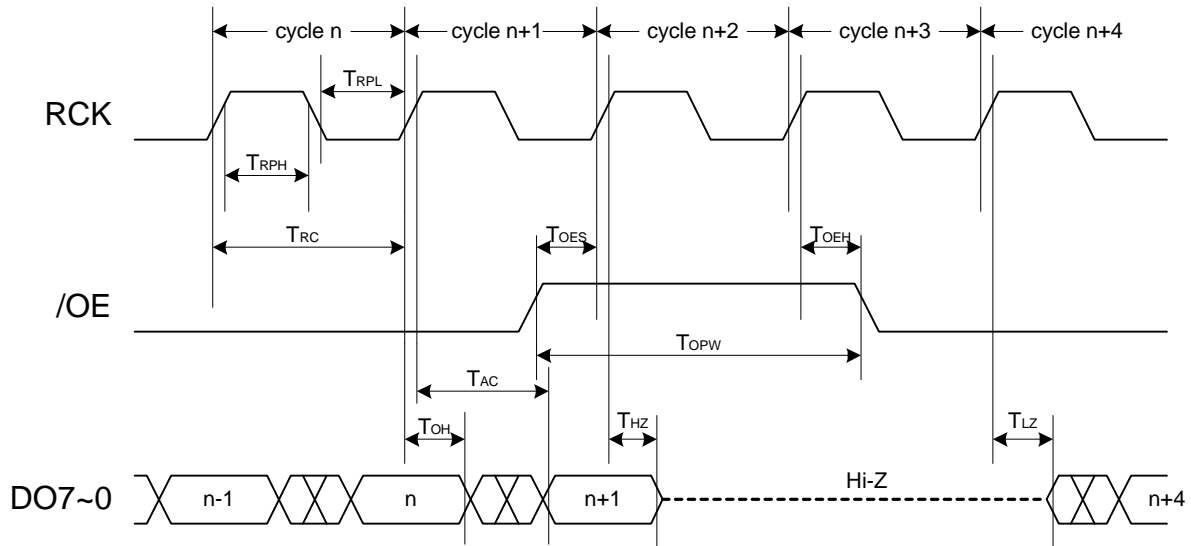 cycle n cycle n+1 cycle n+2 cycle n+3 cycle n+4
TRPL
RCK
TRPH
TRC TOES TOEH
/OE
TOPW
TAC
TOH THZ TLZ
Hi-Z
DO7~0 n-1 n n+1 n+4